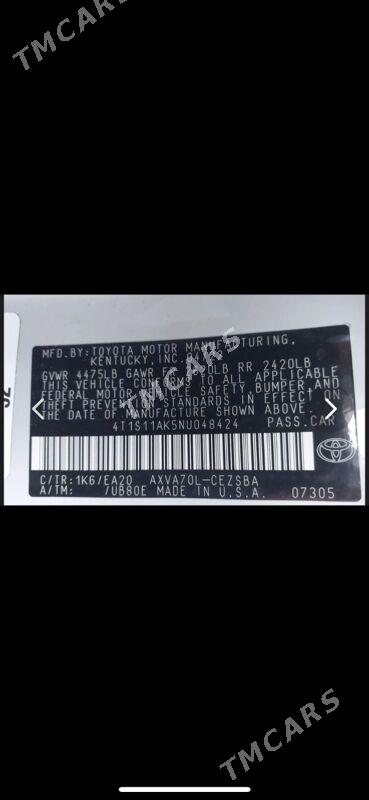 TMCARS
MFD.BY:TOYOTA MOTOR MANUFACTURING,
KENTUCKY,INC.
GVWR 4475LB GAWR RR 2420LB
THIS VEHICLE CONFORMS TO ALL APPLICABLE
FEDERAL MOTOR VEHICLE SAFETY, BUMPER, AND
THEFT PREVENTION STANDARDS IN EFFECT ON
THE DATE OF MANUFACTURE SHOWN ABOVE.
4T1S11AK5NU048424 PASS.CAR
C/TR:1K6/EA20 AXVA70L-CEZSBA
A/TM: /UB80E MADE IN U.S.A. 07305
TMCARS
TMCARS